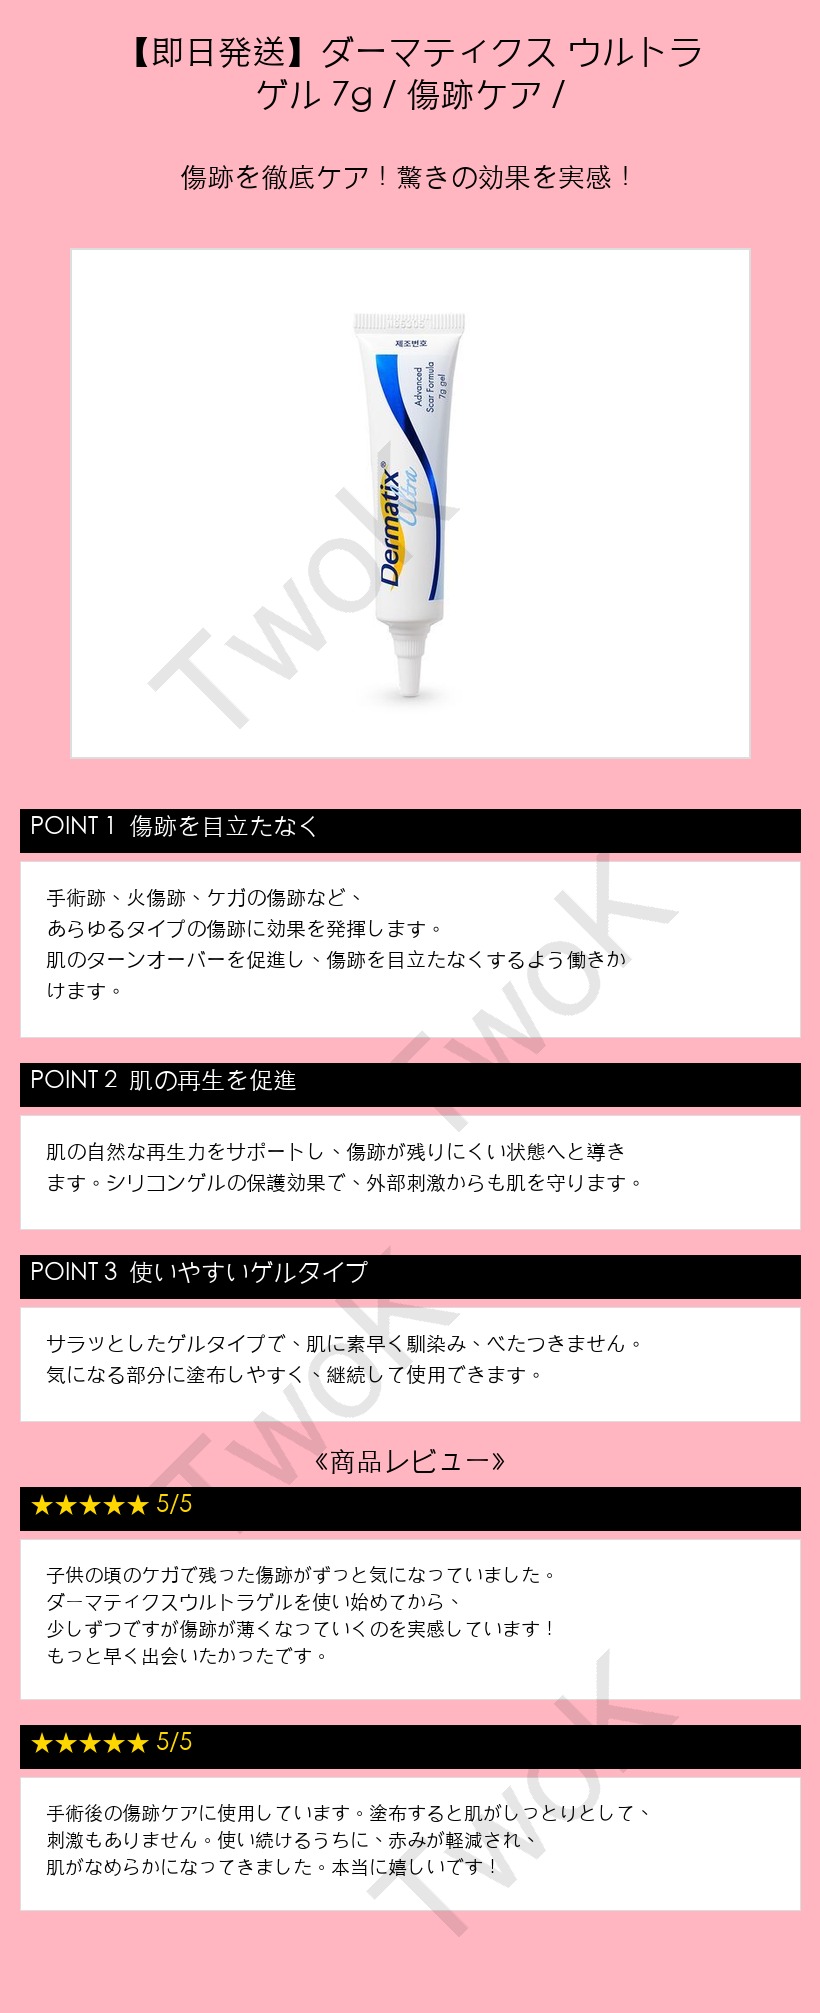 【即日発送】ダーマティクス ウルトラ
ゲル 7g / 傷跡ケア /
傷跡を徹底ケア！驚きの効果を実感！
제조번호
Advanced
Scar Formula
7g gel
Dermatix®
Ultra
TwoK
POINT 1 傷跡を目立たなく
手術跡、火傷跡、ケガの傷跡など、
あらゆるタイプの傷跡に効果を発揮します。
肌のターンオーバーを促進し、傷跡を目立たなくするよう働きか
けます。
TwoK
POINT 2 肌の再生を促進
肌の自然な再生力をサポートし、傷跡が残りにくい状態へと導き
ます。シリコンゲルの保護効果で、外部刺激からも肌を守ります。
POINT 3 使いやすいゲルタイプ
サラッとしたゲルタイプで、肌に素早く馴染み、べたつきません。
気になる部分に塗布しやすく、継続して使用できます。
TwoK
《商品レビュー》
★★★★★ 5/5
子供の頃のケガで残った傷跡がずっと気になっていました。
ダーマティクスウルトラゲルを使い始めてから、
少しずつですが傷跡が薄くなっていくのを実感しています！
もっと早く出会いたかったです。
★★★★★ 5/5
手術後の傷跡ケアに使用しています。塗布すると肌がしっとりとして、
刺激もありません。使い続けるうちに、赤みが軽減され、
肌がなめらかになってきました。本当に嬉しいです！
TwoK